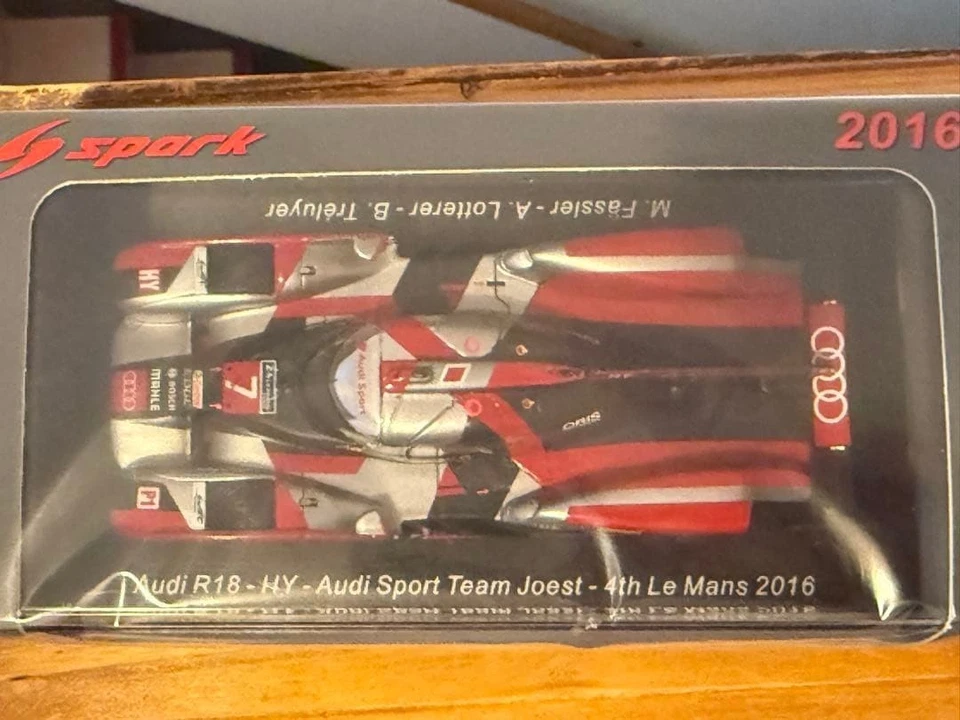 spark
2016
M. Fässler - A. Lotterer - B. Tréluyer
HY
MAHLE
BOSCH
7
Audi Sport
ORIS
P1
Audi R18 - HY - Audi Sport Team Joest - 4th Le Mans 2016